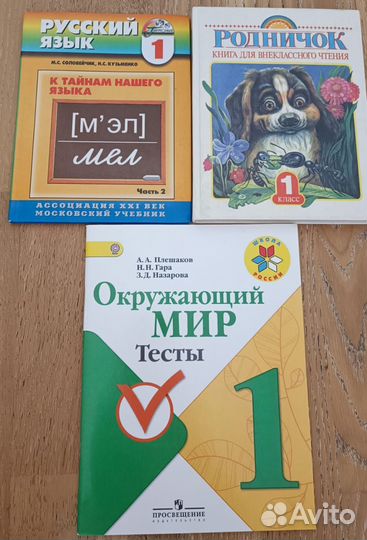 РУССКИЙ
ЯЗЫК
1
М.С. СОЛОВЕЙЧИК, Н.С. КУЗЬМЕНКО
К ТАЙНАМ НАШЕГО
ЯЗЫКА
[м'эл]
мел
Часть 2
АССОЦИАЦИЯ XXI ВЕК
МОСКОВСКИЙ УЧЕБНИК
РОДНИЧОК
КНИГА ДЛЯ ВНЕКЛАССНОГО ЧТЕНИЯ
1
класс
А. А. Плешаков
Н. Н. Гара
З. Д. Назарова
ШКОЛА
РОССИИ
Окружающий
МИР
Тесты
1
ПРОСВЕЩЕНИЕ
ИЗДАТЕЛЬСТВО
Avito